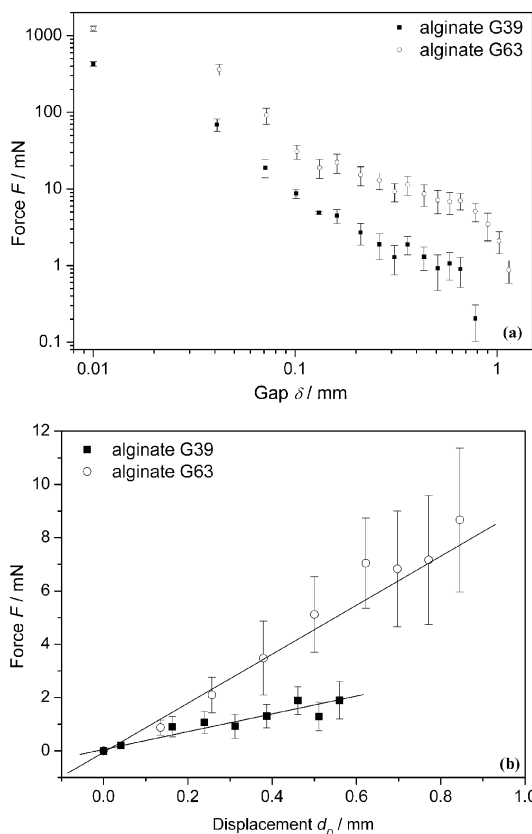 1000
100
10
1
0.1
Force F / mN
alginate G39
alginate G63
(a)
0.01
0.1
1
Gap δ / mm
12
10
8
6
4
2
0
Force F / mN
alginate G39
alginate G63
(b)
0.0
0.2
0.4
0.6
0.8
1.0
Displacement dp / mm